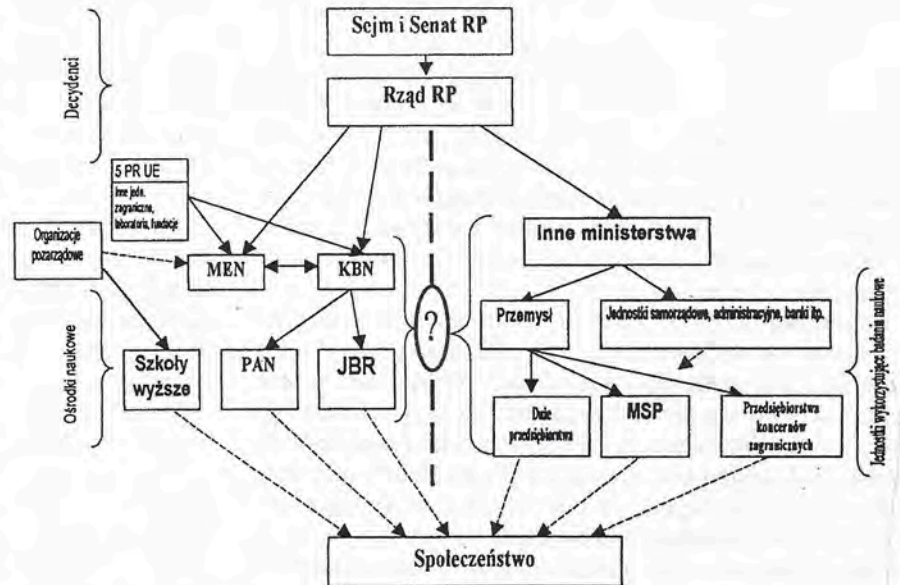 Sejm i Senat RP
Rząd RP
Decydenci
5 PR UE
Inne jedn.
zagraniczne,
laboratoria, fundacje
Organizacje
pozarządowe
MEN
KBN
Inne ministerstwa
?
Przemysł
Jednostki samorządowe, administracyjne, banki itp.
Ośrodki naukowe
Szkoły
wyższe
PAN
JBR
Duże
przedsiębiorstwa
MSP
Przedsiębiorstwa
koncernów
zagranicznych
Jednostki wykorzystujące badania naukowe
Społeczeństwo